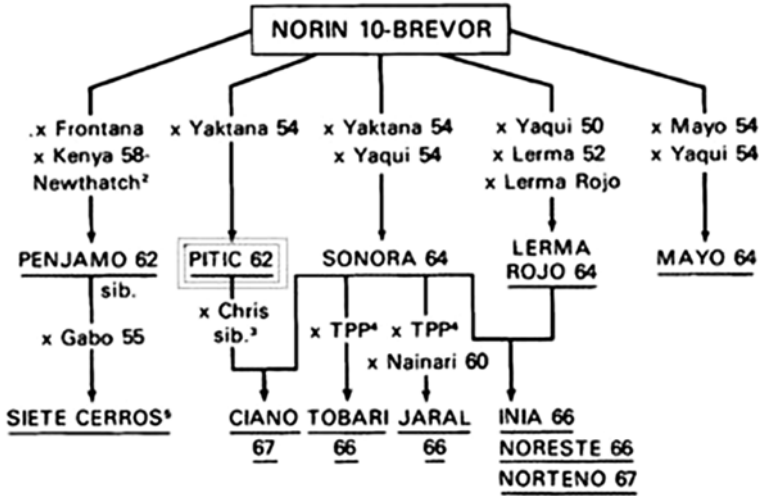 NORIN 10-BREVOR
.x Frontana
x Kenya 58-
Newthatch²
x Yaktana 54
x Yaktana 54
x Yaqui 54
x Yaqui 50
x Lerma 52
x Lerma Rojo
x Mayo 54
x Yaqui 54
PENJAMO 62
sib.
PITIC 62
SONORA 64
LERMA
ROJO 64
MAYO 64
x Gabo 55
x Chris
sib.³
x TPP⁴
x TPP⁴
x Nainari 60
SIETE CERROS⁵
CIANO
67
TOBARI
66
JARAL
66
INIA 66
NORESTE 66
NORTENO 67